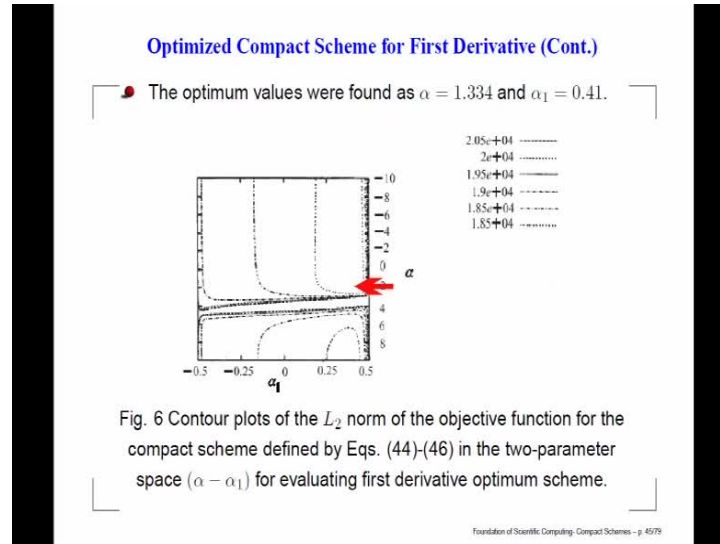 Optimized Compact Scheme for First Derivative (Cont.)
The optimum values were found as α = 1.334 and α₁ = 0.41.
2.05e+04
2e+04
1.95e+04
1.9e+04
1.85e+04
1.85+04
−10
−8
−6
−4
−2
0
α
4
6
8
−0.5 −0.25 0 0.25 0.5
α₁
Fig. 6 Contour plots of the L₂ norm of the objective function for the
compact scheme defined by Eqs. (44)-(46) in the two-parameter
space (α − α₁) for evaluating first derivative optimum scheme.
Foundation of Scientific Computing- Compact Schemes – p. 45/79